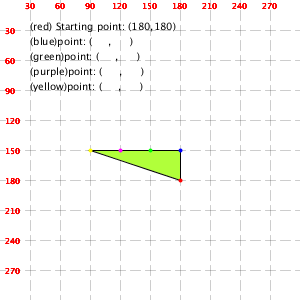 30 60 90 120 150 180 210 240 270
30
(red) Starting point: (180,180)
(blue)point: (    ,    )
60
(green)point: (    ,    )
(purple)point: (    ,    )
90
(yellow)point: (    ,    )
120
150
180
210
240
270